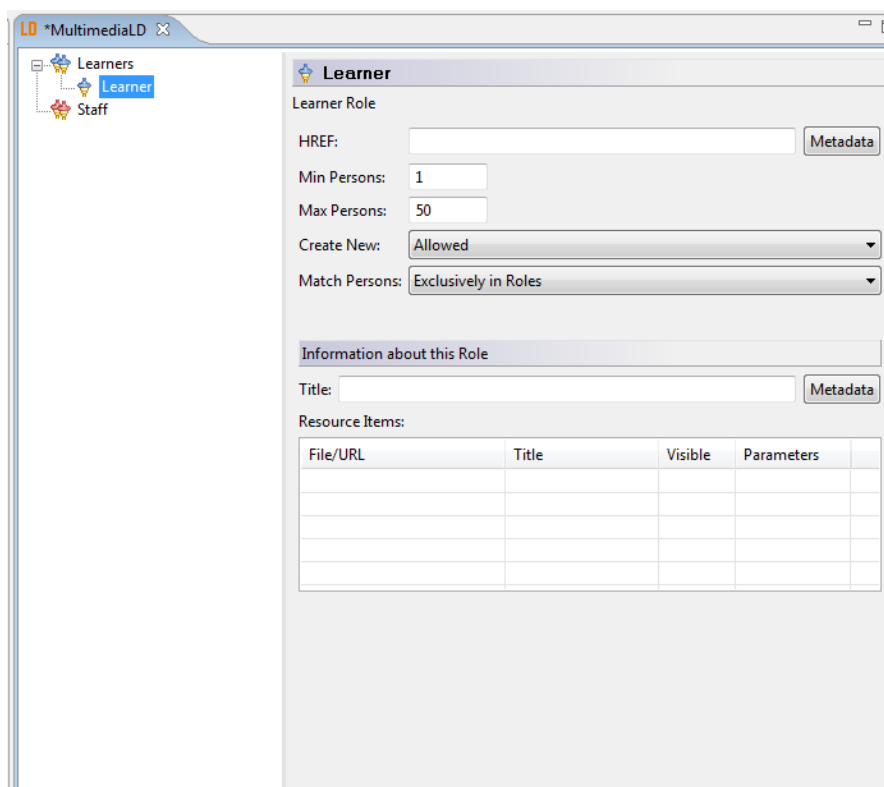 LD *MultimediaLD
Learners
Learner
Staff
Learner
Learner Role
HREF: Metadata
Min Persons: 1
Max Persons: 50
Create New: Allowed
Match Persons: Exclusively in Roles
Information about this Role
Title: Metadata
Resource Items:
File/URL Title Visible Parameters